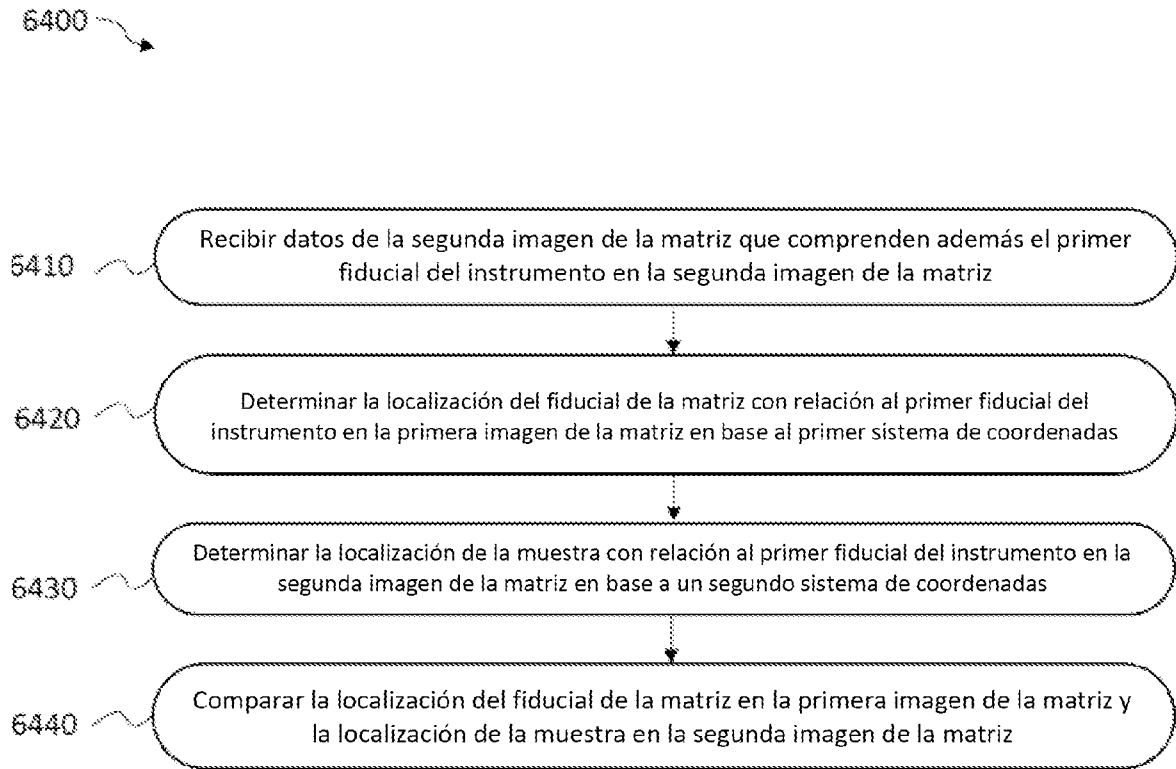 6400
6410
Recibir datos de la segunda imagen de la matriz que comprenden además el primer
fiducial del instrumento en la segunda imagen de la matriz
6420
Determinar la localización del fiducial de la matriz con relación al primer fiducial del
instrumento en la primera imagen de la matriz en base al primer sistema de coordenadas
6430
Determinar la localización de la muestra con relación al primer fiducial del instrumento en la
segunda imagen de la matriz en base a un segundo sistema de coordenadas
6440
Comparar la localización del fiducial de la matriz en la primera imagen de la matriz y
la localización de la muestra en la segunda imagen de la matriz